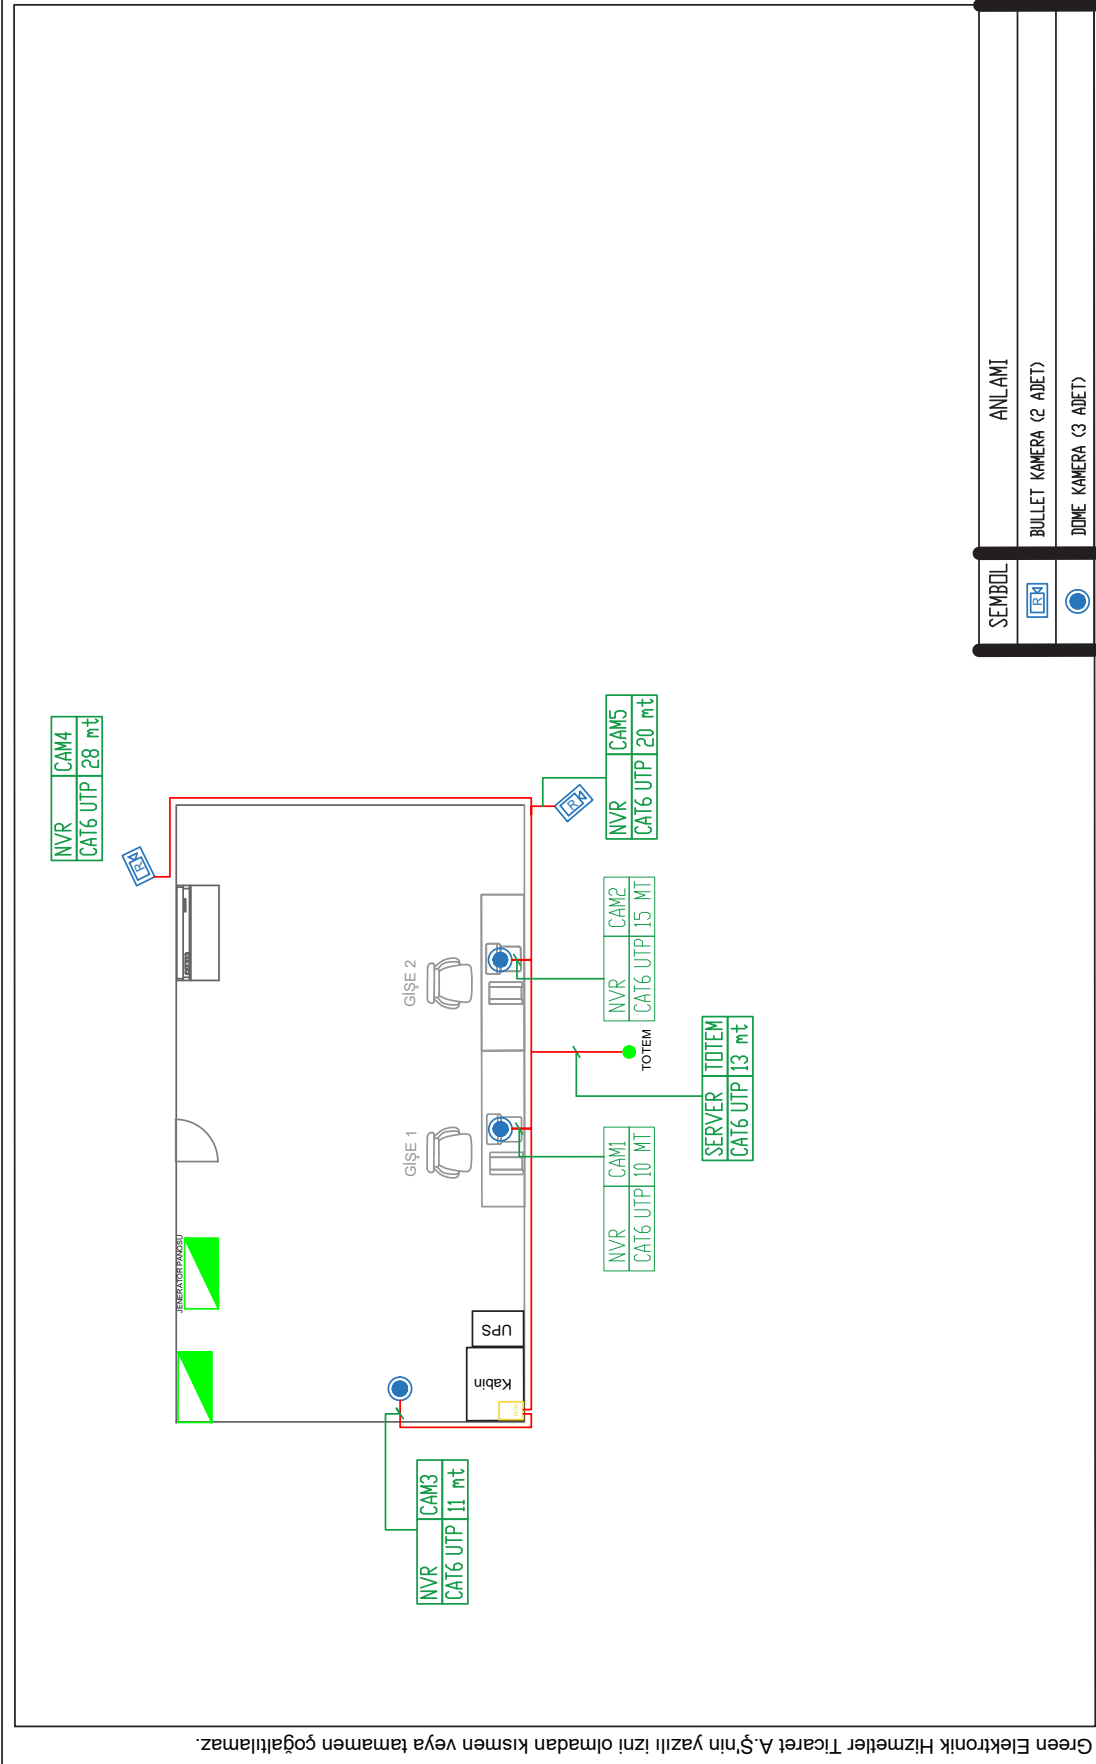 NVR CAM4
CAT6 UTP 28 mt
NVR CAM5
CAT6 UTP 20 mt
NVR CAM2
CAT6 UTP 15 MT
GİŞE 2
TOTEM
SERVER TOTEM
CAT6 UTP 13 mt
GİŞE 1
NVR CAM1
CAT6 UTP 10 MT
JENERATÖR PANOSU
UPS
Kabin
NVR
NVR CAM3
CAT6 UTP 11 mt
SEMBOL ANLAMI
R BULLET KAMERA (2 ADET)
DOME KAMERA (3 ADET)
R
R
Green Elektronik Hizmetler Ticaret A.Ş'nin yazılı izni olmadan kısmen veya tamamen çoğaltıltılamaz.